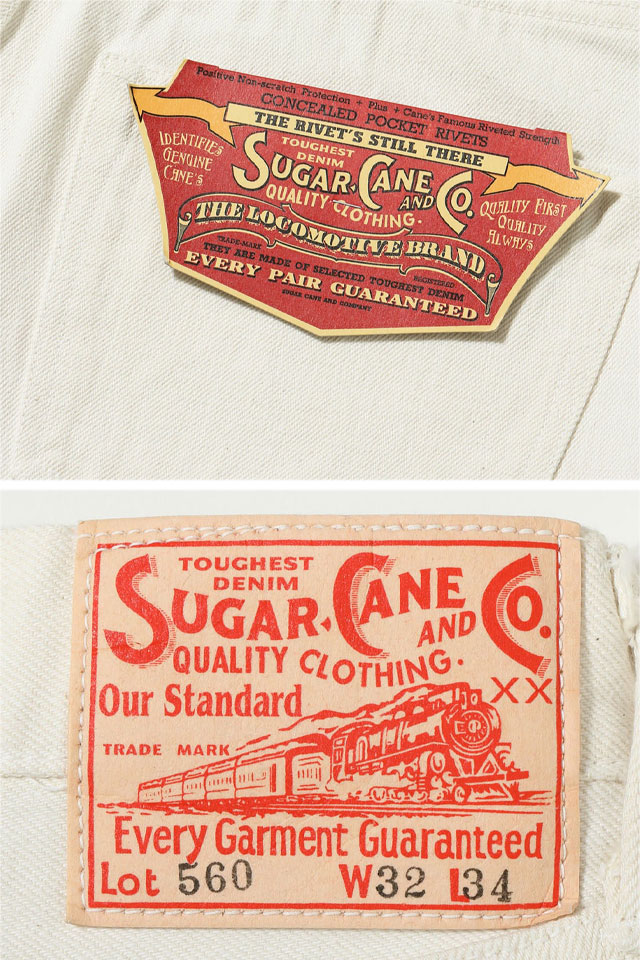 Positive Non-scratch Protection + Plus + Cane's Famous Riveted Strength
CONCEALED POCKET RIVETS
THE RIVET'S STILL THERE
IDENTIFIES
GENUINE
CANE'S
TOUGHEST
DENIM
SUGAR CANE AND CO.
QUALITY CLOTHING.
QUALITY FIRST
QUALITY
ALWAYS
THE LOCOMOTIVE BRAND
TRADE-MARK REGISTERED
THEY ARE MADE OF SELECTED TOUGHEST DENIM
EVERY PAIR GUARANTEED
SUGAR CANE AND COMPANY
TOUGHEST
DENIM
SUGAR CANE AND CO.
QUALITY CLOTHING.
Our Standard
XX
TRADE MARK
Every Garment Guaranteed
Lot 560 W32 L34